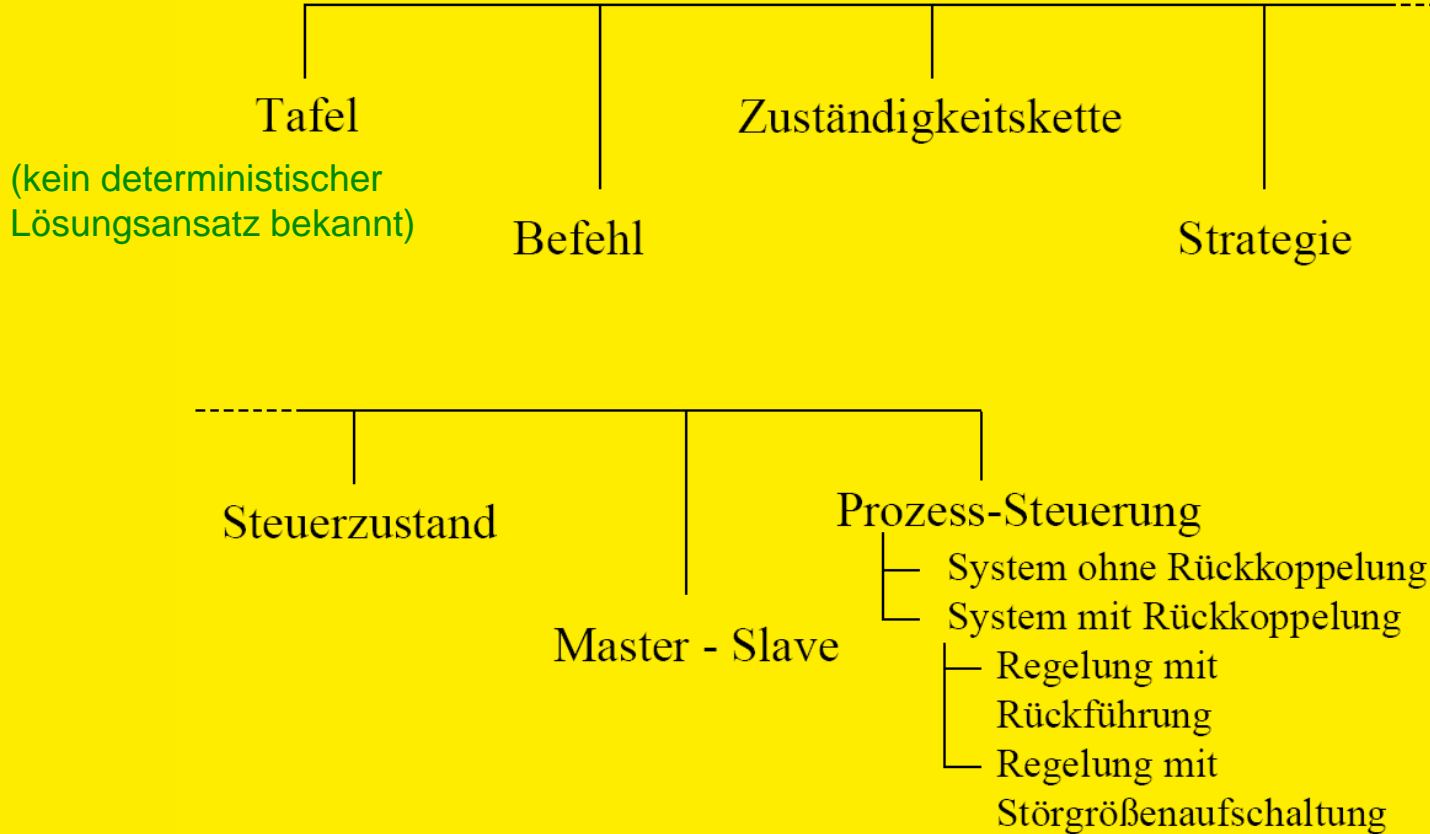 Tafel
Zuständigkeitskette
(kein deterministischer
Lösungsansatz bekannt)
Befehl
Strategie
Steuerzustand
Prozess-Steuerung
System ohne Rückkoppelung
System mit Rückkoppelung
Master - Slave
Regelung mit
Rückführung
Regelung mit
Störgrößenaufschaltung